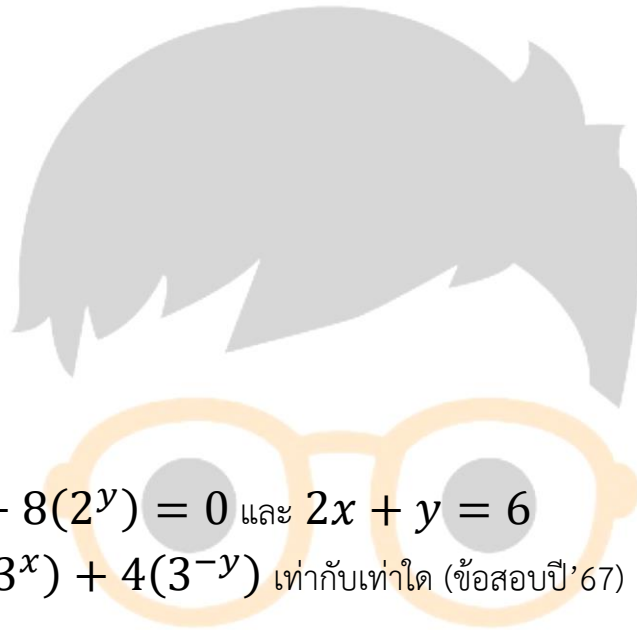 - 8(2^y) = 0 และ 2x + y = 6
3^x) + 4(3^{-y}) เท่ากับเท่าใด (ข้อสอบปี’67)